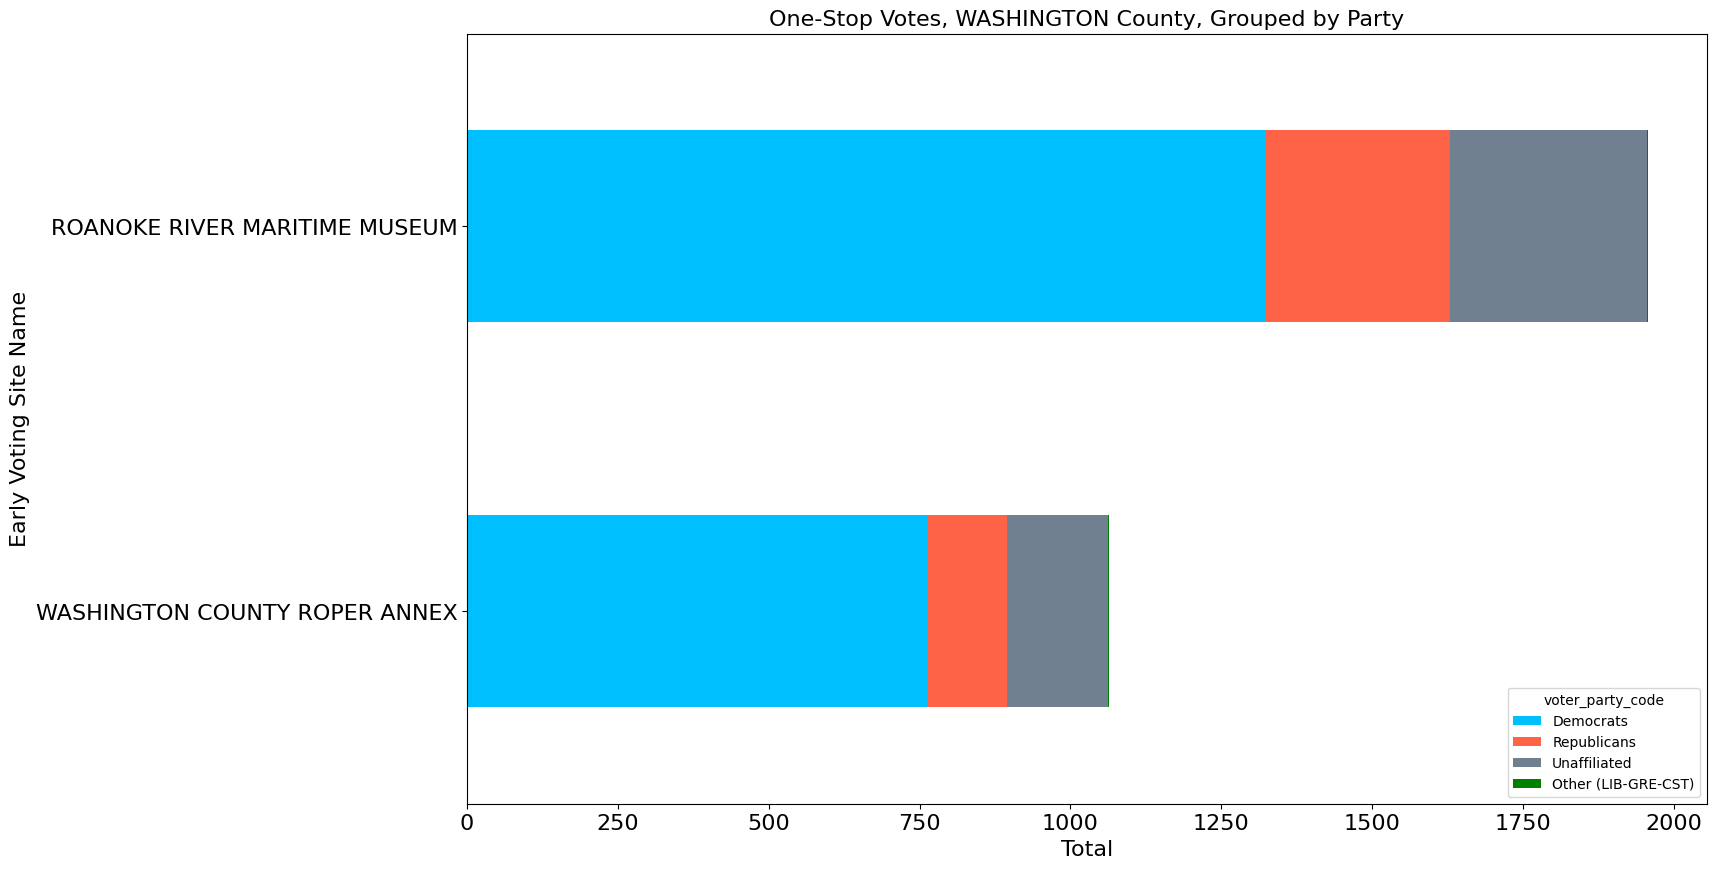 One-Stop Votes, WASHINGTON County, Grouped by Party
Early Voting Site Name
ROANOKE RIVER MARITIME MUSEUM
WASHINGTON COUNTY ROPER ANNEX
voter_party_code
Democrats
Republicans
Unaffiliated
Other (LIB-GRE-CST)
0 250 500 750 1000 1250 1500 1750 2000
Total